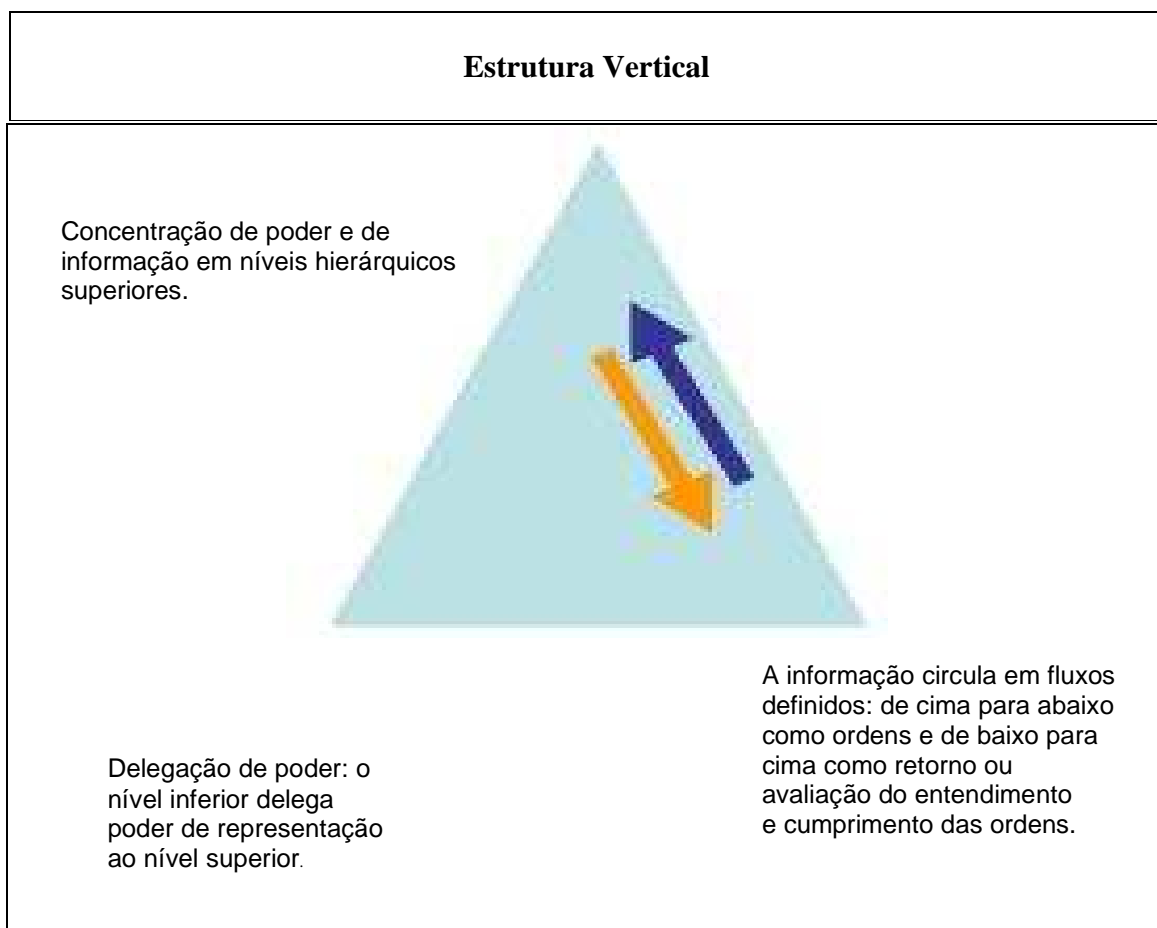 Estrutura Vertical
Concentração de poder e de
informação em níveis hierárquicos
superiores.
A informação circula em fluxos
definidos: de cima para abaixo
como ordens e de baixo para
cima como retorno ou
avaliação do entendimento
e cumprimento das ordens.
Delegação de poder: o
nível inferior delega
poder de representação
ao nível superior.